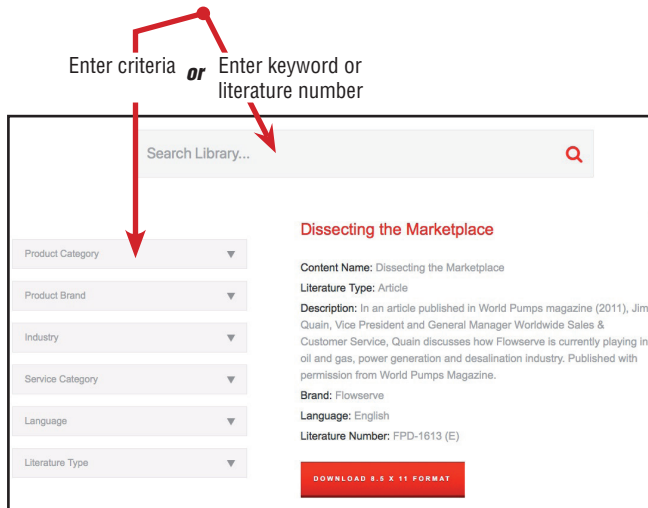 Enter criteria or Enter keyword or
literature number
Search Library...
Product Category
Product Brand
Industry
Service Category
Language
Literature Type
Dissecting the Marketplace
Content Name: Dissecting the Marketplace
Literature Type: Article
Description: In an article published in World Pumps magazine (2011), Jim
Quain, Vice President and General Manager Worldwide Sales &
Customer Service, Quain discusses how Flowserve is currently playing in
oil and gas, power generation and desalination industry. Published with
permission from World Pumps Magazine.
Brand: Flowserve
Language: English
Literature Number: FPD-1613 (E)
DOWNLOAD 8.5 X 11 FORMAT